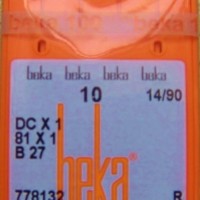 beka beka beka beka
10 14/90
DC X 1
81 X 1
B 27
beka
778132 R